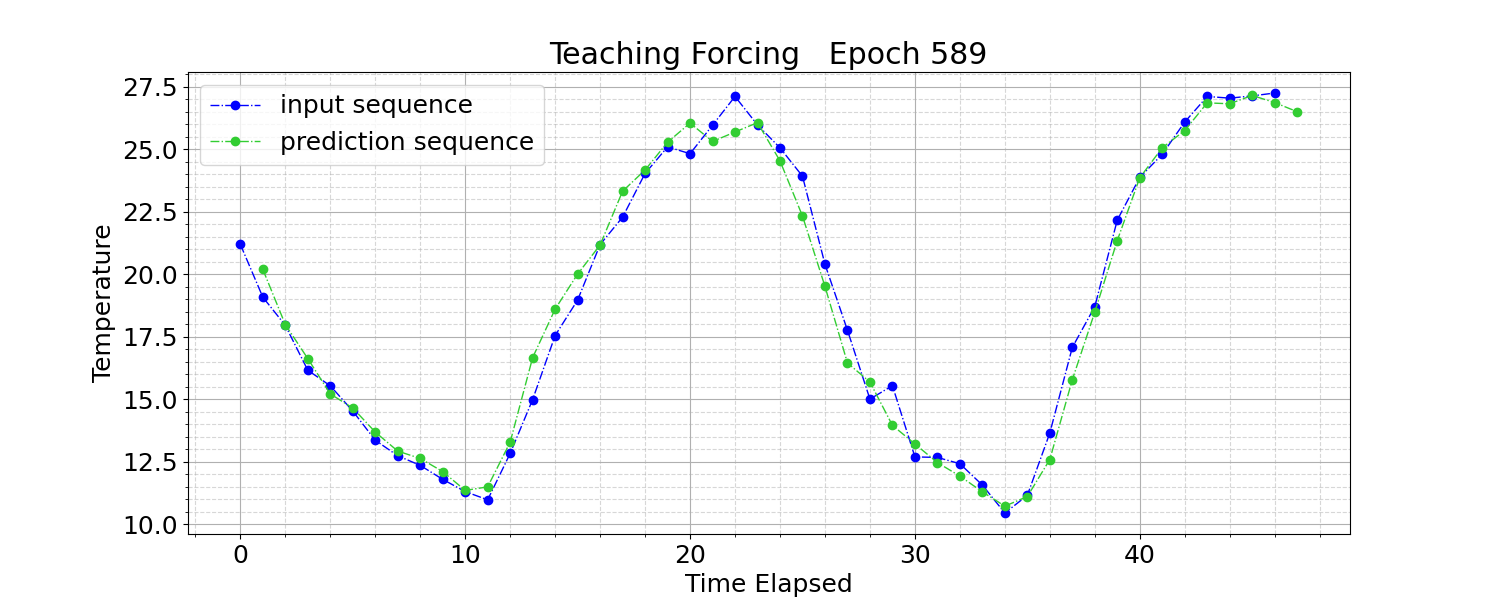 Teaching Forcing   Epoch 589
input sequence
prediction sequence
27.5
25.0
22.5
20.0
17.5
15.0
12.5
10.0
Temperature
0 10 20 30 40
Time Elapsed